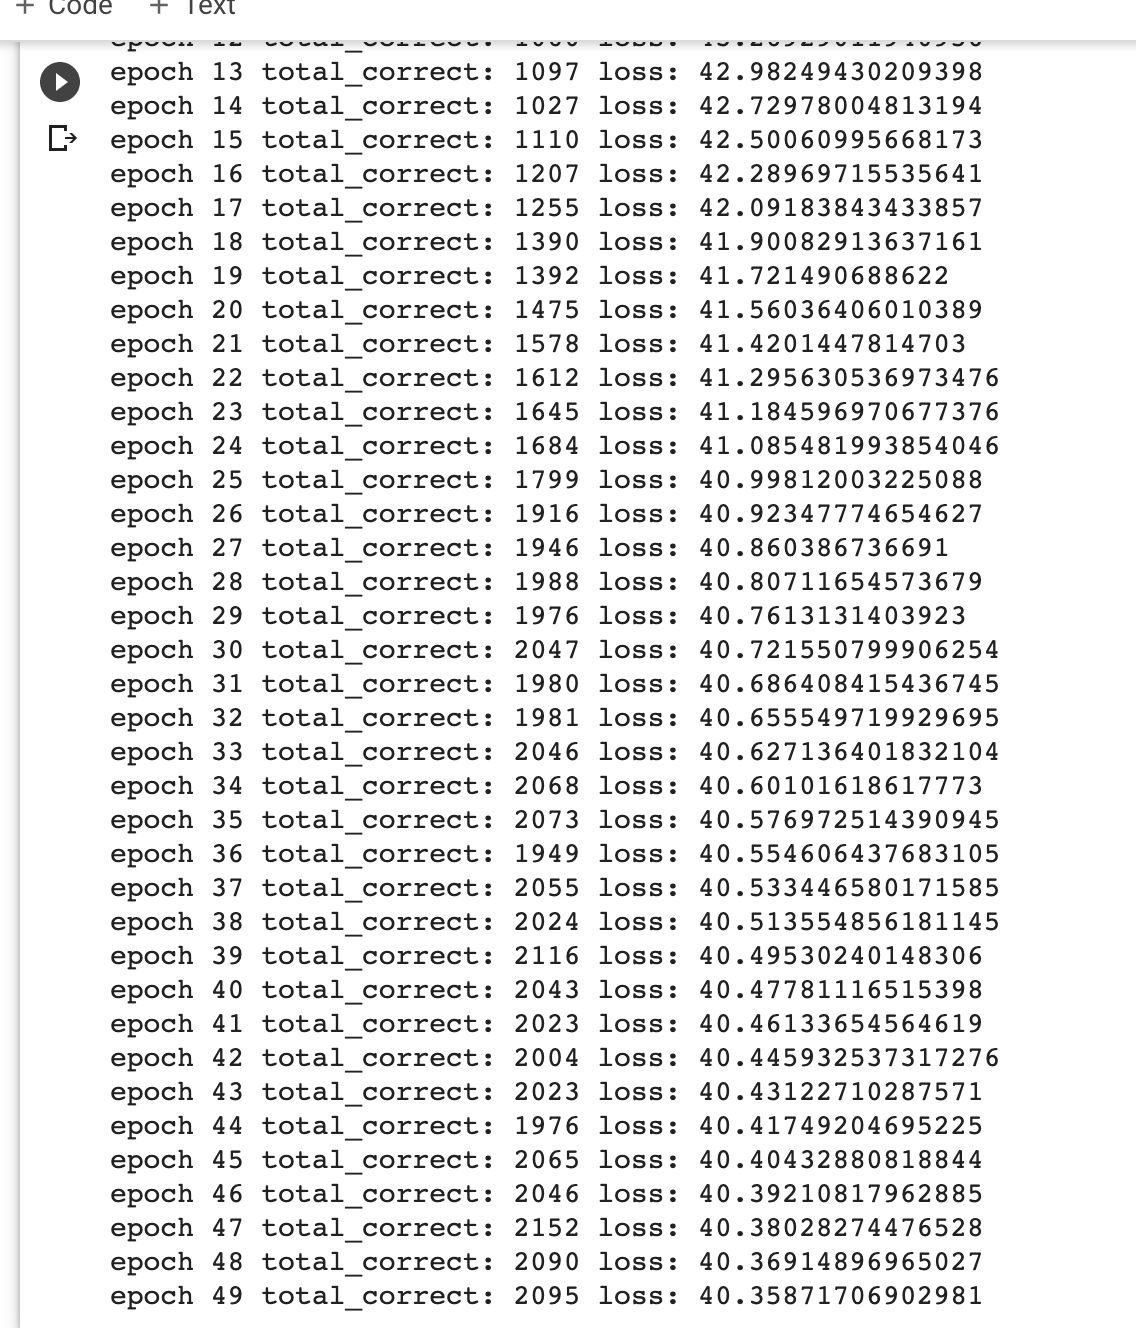 + Code + Text
epoch 12 total_correct:
epoch 13 total_correct: 1097 loss: 42.98249430209398
epoch 14 total_correct: 1027 loss: 42.72978004813194
epoch 15 total_correct: 1110 loss: 42.50060995668173
epoch 16 total_correct: 1207 loss: 42.28969715535641
epoch 17 total_correct: 1255 loss: 42.09183843433857
epoch 18 total_correct: 1390 loss: 41.90082913637161
epoch 19 total_correct: 1392 loss: 41.721490688622
epoch 20 total_correct: 1475 loss: 41.56036406010389
epoch 21 total_correct: 1578 loss: 41.4201447814703
epoch 22 total_correct: 1612 loss: 41.295630536973476
epoch 23 total_correct: 1645 loss: 41.184596970677376
epoch 24 total_correct: 1684 loss: 41.085481993854046
epoch 25 total_correct: 1799 loss: 40.99812003225088
epoch 26 total_correct: 1916 loss: 40.92347774654627
epoch 27 total_correct: 1946 loss: 40.860386736691
epoch 28 total_correct: 1988 loss: 40.80711654573679
epoch 29 total_correct: 1976 loss: 40.7613131403923
epoch 30 total_correct: 2047 loss: 40.721550799906254
epoch 31 total_correct: 1980 loss: 40.686408415436745
epoch 32 total_correct: 1981 loss: 40.655549719929695
epoch 33 total_correct: 2046 loss: 40.627136401832104
epoch 34 total_correct: 2068 loss: 40.60101618617773
epoch 35 total_correct: 2073 loss: 40.576972514390945
epoch 36 total_correct: 1949 loss: 40.554606437683105
epoch 37 total_correct: 2055 loss: 40.533446580171585
epoch 38 total_correct: 2024 loss: 40.513554856181145
epoch 39 total_correct: 2116 loss: 40.49530240148306
epoch 40 total_correct: 2043 loss: 40.47781116515398
epoch 41 total_correct: 2023 loss: 40.46133654564619
epoch 42 total_correct: 2004 loss: 40.445932537317276
epoch 43 total_correct: 2023 loss: 40.43122710287571
epoch 44 total_correct: 1976 loss: 40.41749204695225
epoch 45 total_correct: 2065 loss: 40.40432880818844
epoch 46 total_correct: 2046 loss: 40.39210817962885
epoch 47 total_correct: 2152 loss: 40.38028274476528
epoch 48 total_correct: 2090 loss: 40.36914896965027
epoch 49 total_correct: 2095 loss: 40.35871706902981